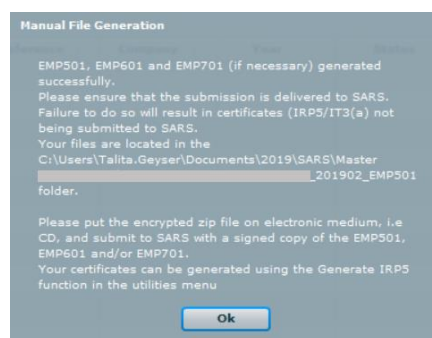 Manual File Generation
EMP501, EMP601 and EMP701 (if necessary) generated
successfully.
Please ensure that the submission is delivered to SARS.
Failure to do so will result in certificates (IRP5/IT3(a) not
being submitted to SARS.
Your files are located in the
C:\Users\Talita.Geyser\Documents\2019\SARS\Master
_201902_EMP501
folder.
Please put the encrypted zip file on electronic medium, i.e
CD, and submit to SARS with a signed copy of the EMP501,
EMP601 and/or EMP701.
Your certificates can be generated using the Generate IRP5
function in the utilities menu
Ok